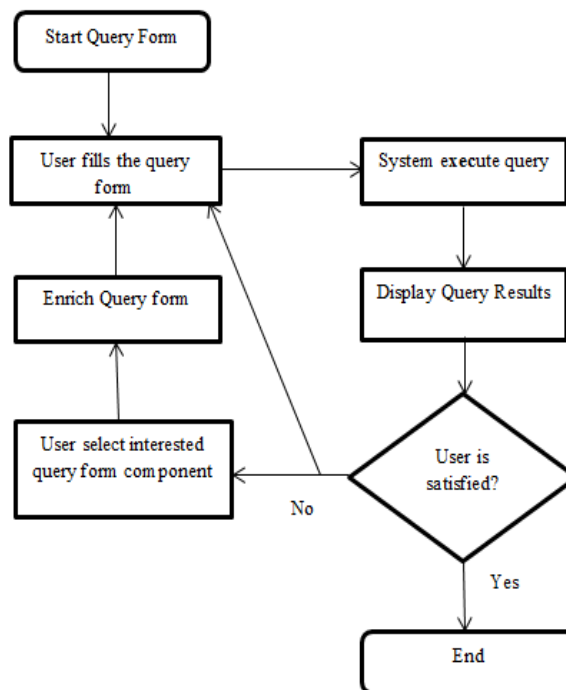 Start Query Form
User fills the query
form
System execute query
Enrich Query form
Display Query Results
User select interested
query form component
User is
satisfied?
No
Yes
End